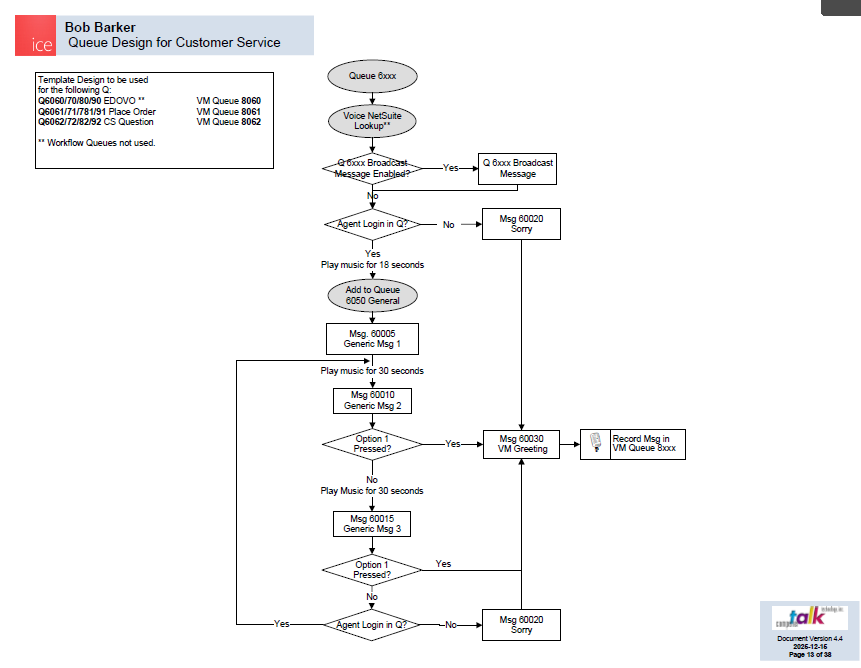 ice
Bob Barker
Queue Design for Customer Service
Template Design to be used
for the following Q:
Q6060/70/80/90 EDOVO ** VM Queue 8060
Q6061/71/781/91 Place Order VM Queue 8061
Q6062/72/82/92 CS Question VM Queue 8062
** Workflow Queues not used.
Queue 6xxx
Voice NetSuite
Lookup**
Q 6xxx Broadcast
Message Enabled?
Yes
Q 6xxx Broadcast
Message
No
Agent Login in Q?
No
Msg 60020
Sorry
Yes
Play music for 18 seconds
Add to Queue
6050 General
Msg. 60005
Generic Msg 1
Play music for 30 seconds
Msg 60010
Generic Msg 2
Option 1
Pressed?
Yes
Msg 60030
VM Greeting
Record Msg in
VM Queue 8xxx
No
Play Music for 30 seconds
Msg 60015
Generic Msg 3
Option 1
Pressed?
Yes
No
Yes
Agent Login in Q?
No
Msg 60020
Sorry
talk
Document Version 4.4
2025-12-15
Page 13 of 38